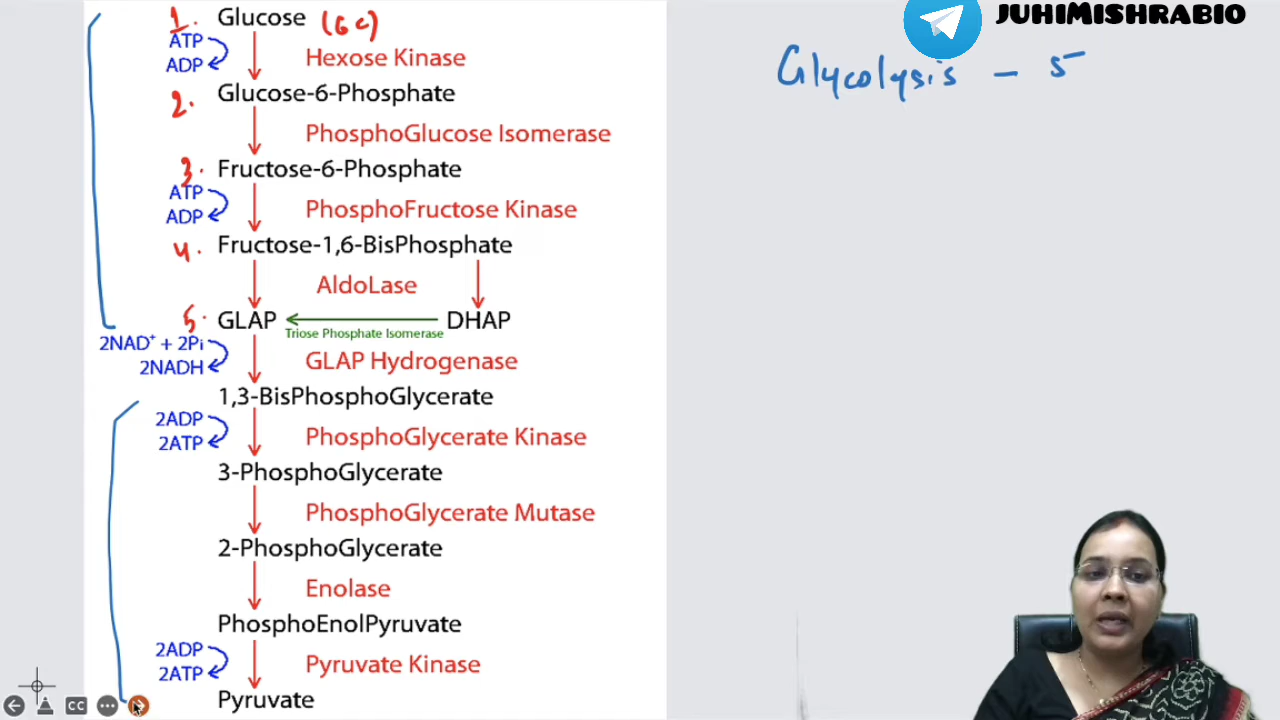 JUHIMISHRABIO
Glycolysis - 5
1. Glucose (6c)
ATP
ADP
Hexose Kinase
2. Glucose-6-Phosphate
PhosphoGlucose Isomerase
3. Fructose-6-Phosphate
ATP
ADP
PhosphoFructose Kinase
4. Fructose-1,6-BisPhosphate
AldoLase
5. GLAP DHAP
Triose Phosphate Isomerase
2NAD⁺ + 2Pi
2NADH
GLAP Hydrogenase
1,3-BisPhosphoGlycerate
2ADP
2ATP
PhosphoGlycerate Kinase
3-PhosphoGlycerate
PhosphoGlycerate Mutase
2-PhosphoGlycerate
Enolase
PhosphoEnolPyruvate
2ADP
2ATP
Pyruvate Kinase
Pyruvate
CC